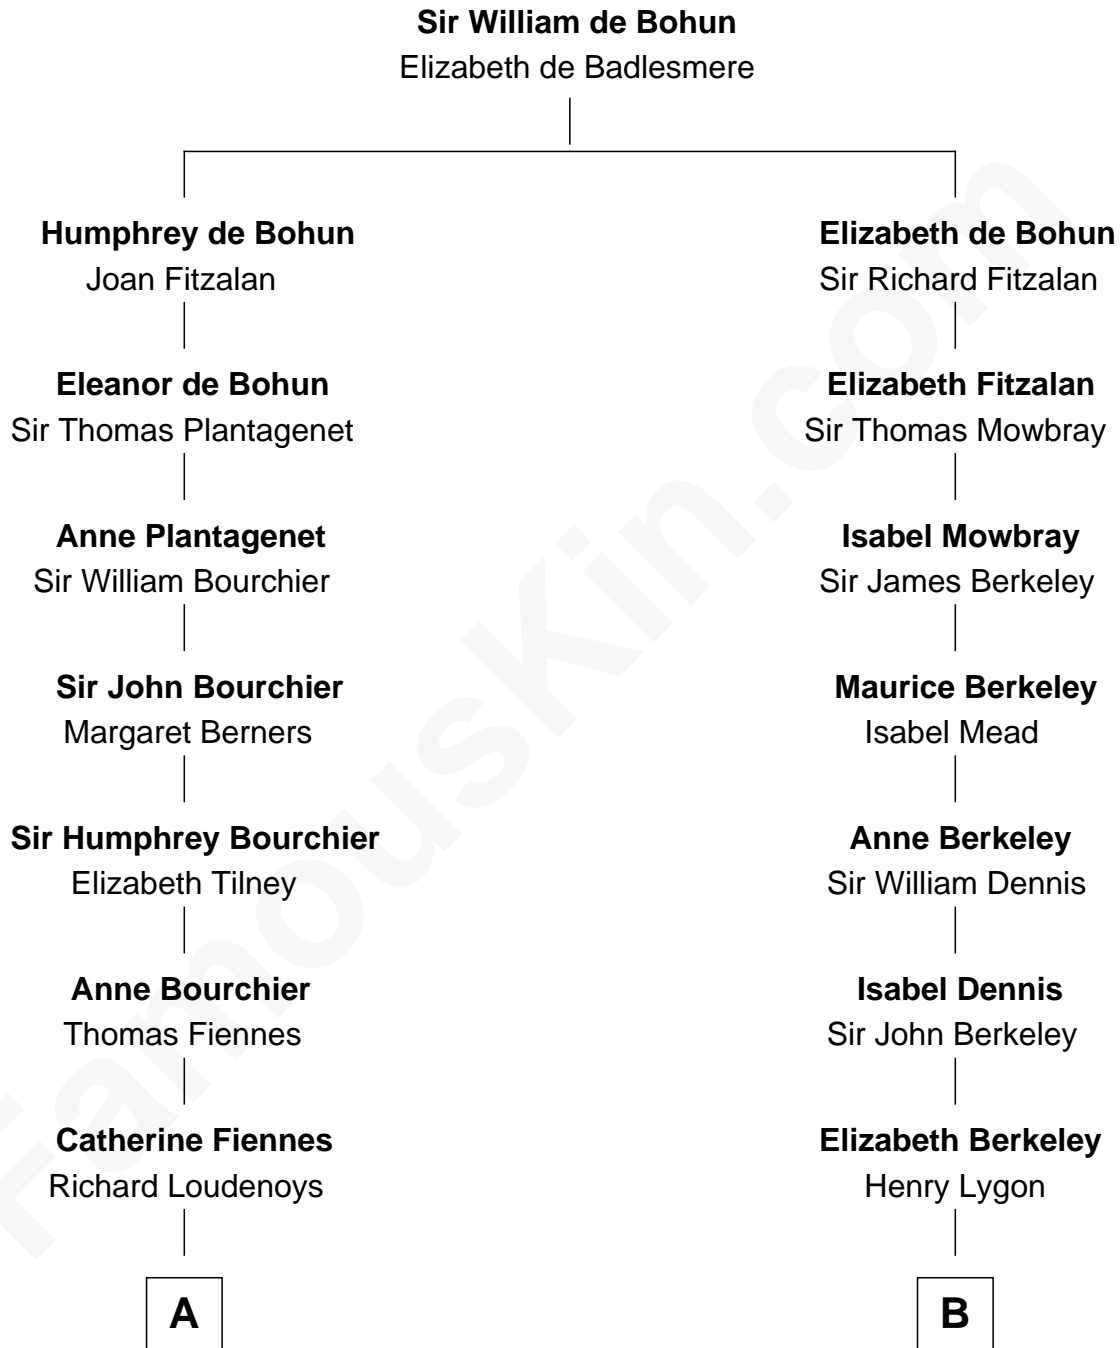 Sir William de Bohun
Elizabeth de Badlesmere
Humphrey de Bohun
Joan Fitzalan
Eleanor de Bohun
Sir Thomas Plantagenet
Anne Plantagenet
Sir William Bourchier
Sir John Bourchier
Margaret Berners
Sir Humphrey Bourchier
Elizabeth Tilney
Anne Bourchier
Thomas Fiennes
Catherine Fiennes
Richard Loudenoys
A
Elizabeth de Bohun
Sir Richard Fitzalan
Elizabeth Fitzalan
Sir Thomas Mowbray
Isabel Mowbray
Sir James Berkeley
Maurice Berkeley
Isabel Mead
Anne Berkeley
Sir William Dennis
Isabel Dennis
Sir John Berkeley
Elizabeth Berkeley
Henry Lygon
B
FamousKin.com